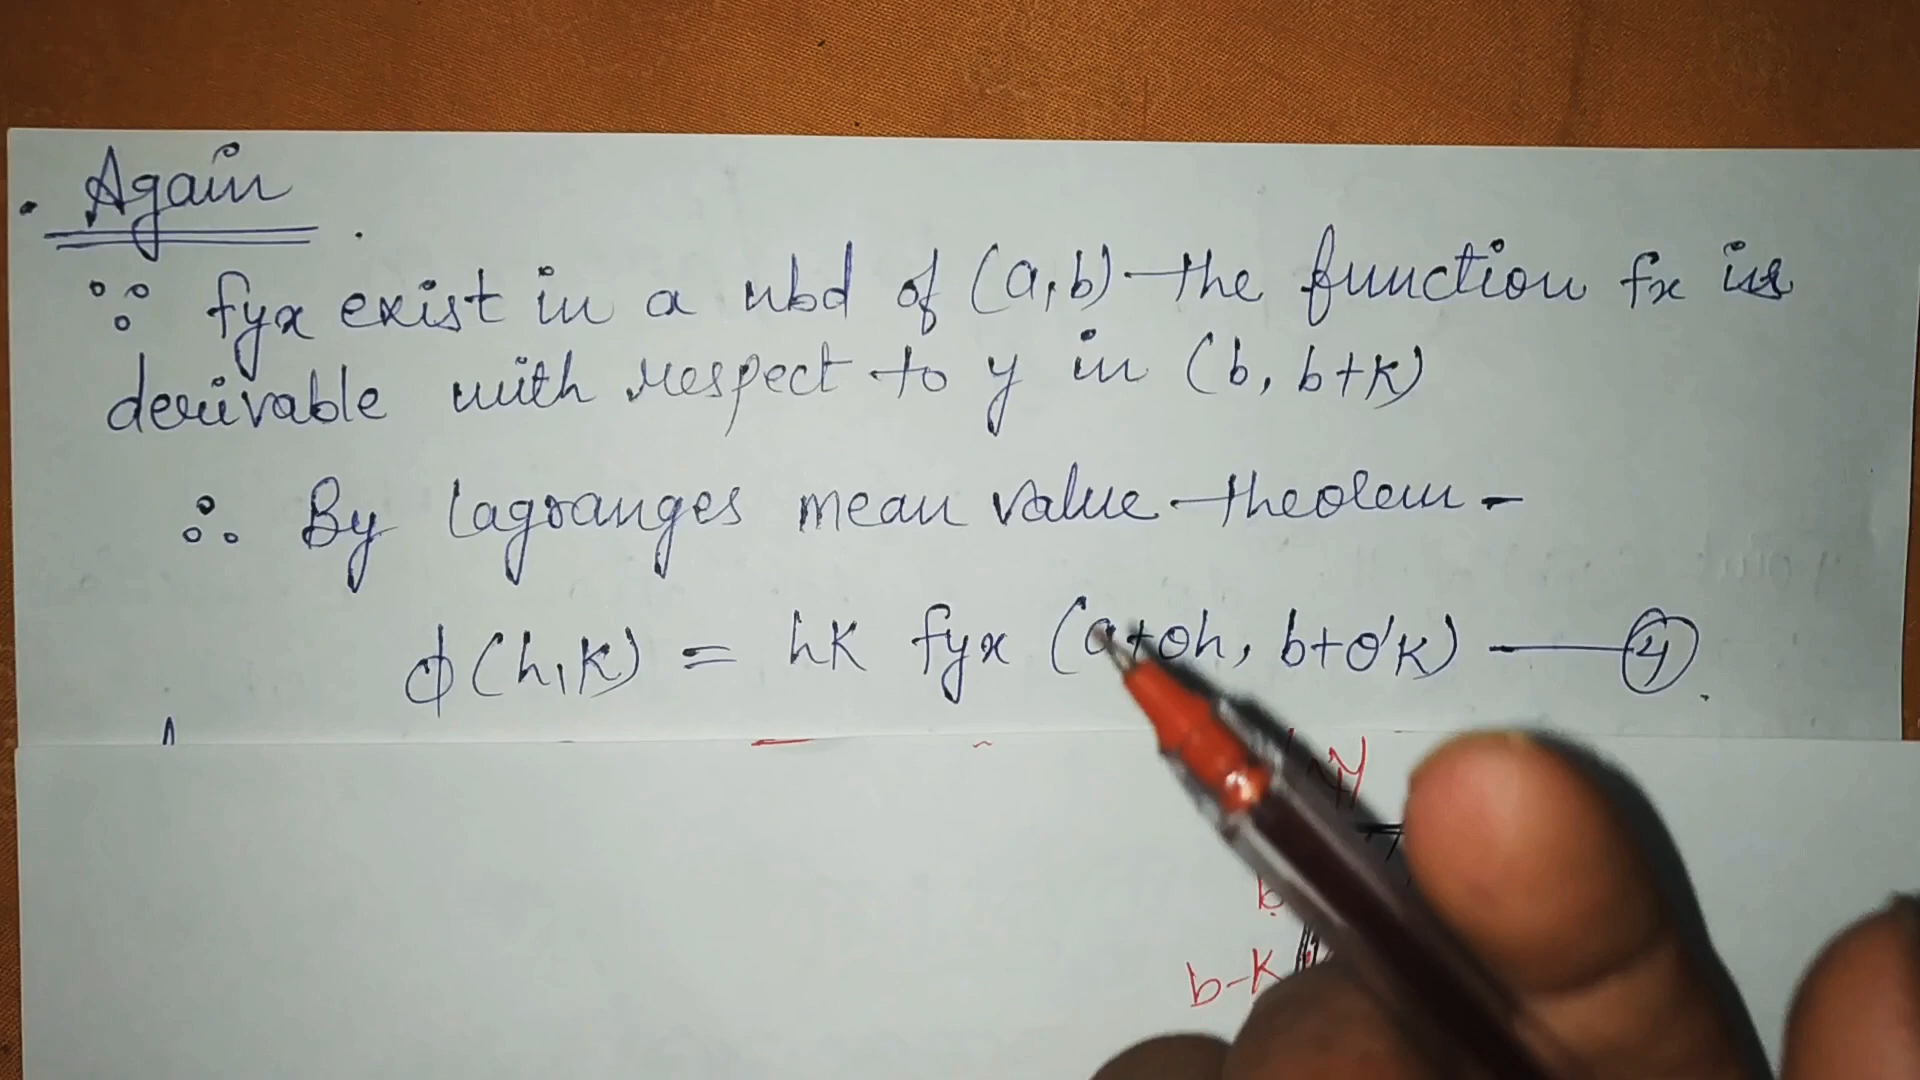 Again
∵ fyx exist in a nbd of (a,b) the function fx is
derivable with respect to y in (b, b+k)
∴ By Lagranges mean value theorem -
ϕ(h,k) = hk fyx (a+θh, b+θ'k) — ④
y
b
b-k